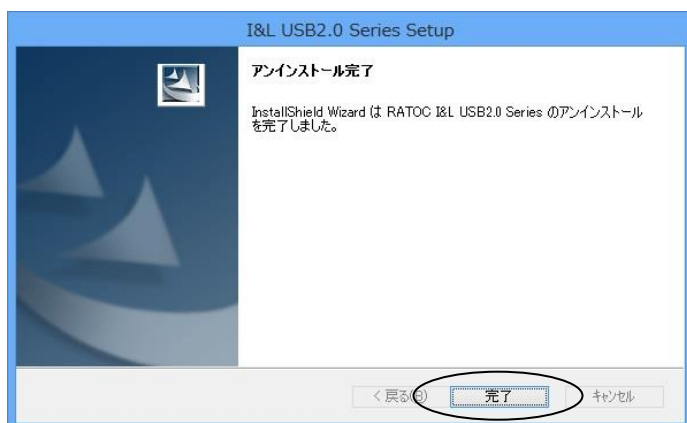 I&L USB2.0 Series Setup
アンインストール完了
InstallShield Wizard は RATOC I&L USB2.0 Series のアンインストール
を完了しました。
< 戻る(B)
完了
キャンセル